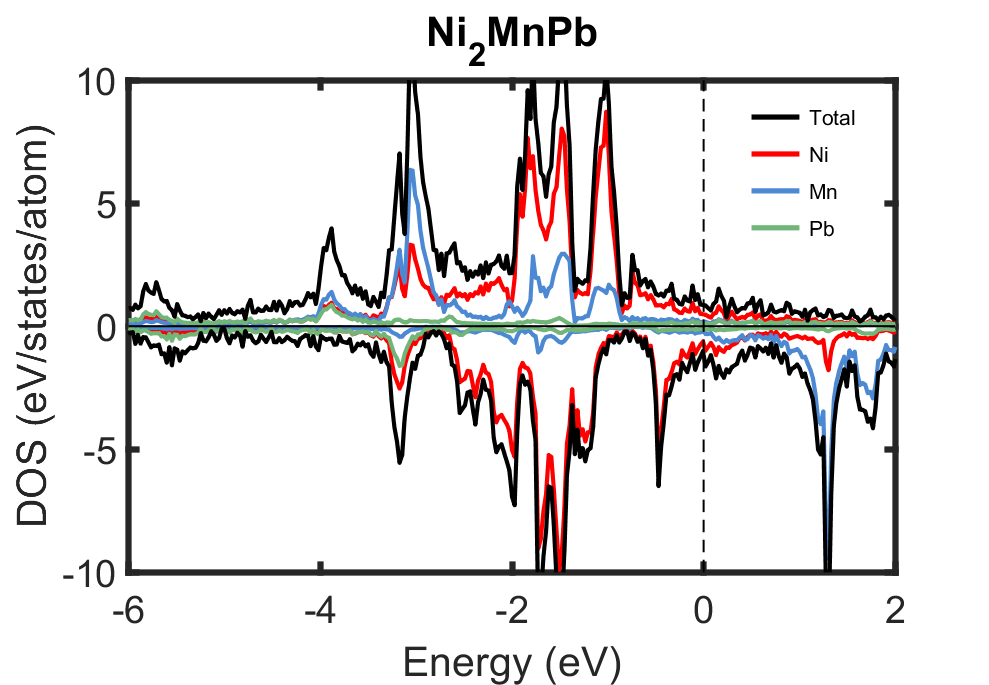 Ni2MnPb
10
5
0
-5
-10
DOS (eV/states/atom)
Total
Ni
Mn
Pb
-6 -4 -2 0 2
Energy (eV)